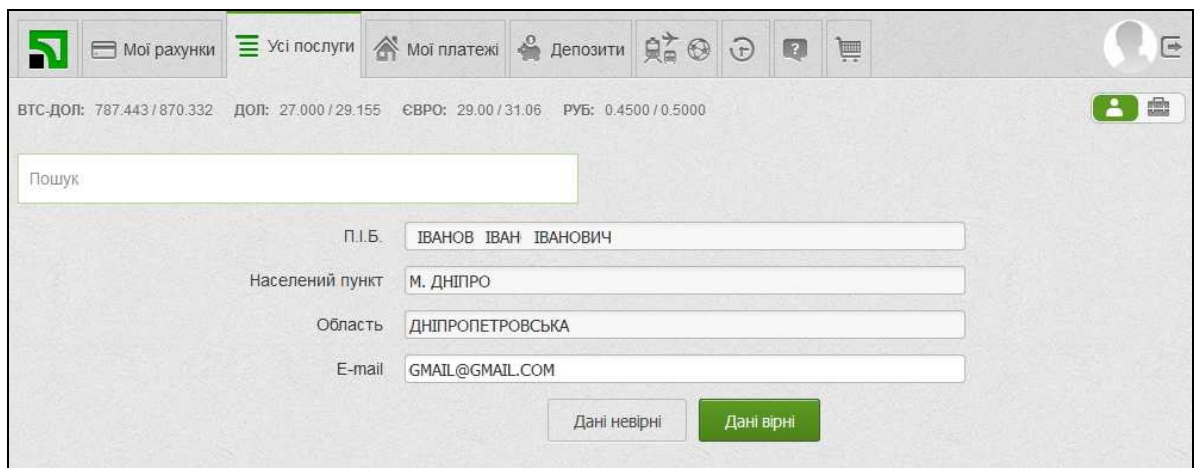 Мої рахунки Усі послуги Мої платежі Депозити
BTC-ДОЛ: 787.443 / 870.332 ДОЛ: 27.000 / 29.155 ЄВРО: 29.00 / 31.06 РУБ: 0.4500 / 0.5000
Пошук
П.І.Б. ІВАНОВ ІВАН ІВАНОВИЧ
Населений пункт М. ДНІПРО
Область ДНІПРОПЕТРОВСЬКА
E-mail GMAIL@GMAIL.COM
Дані невірні Дані вірні